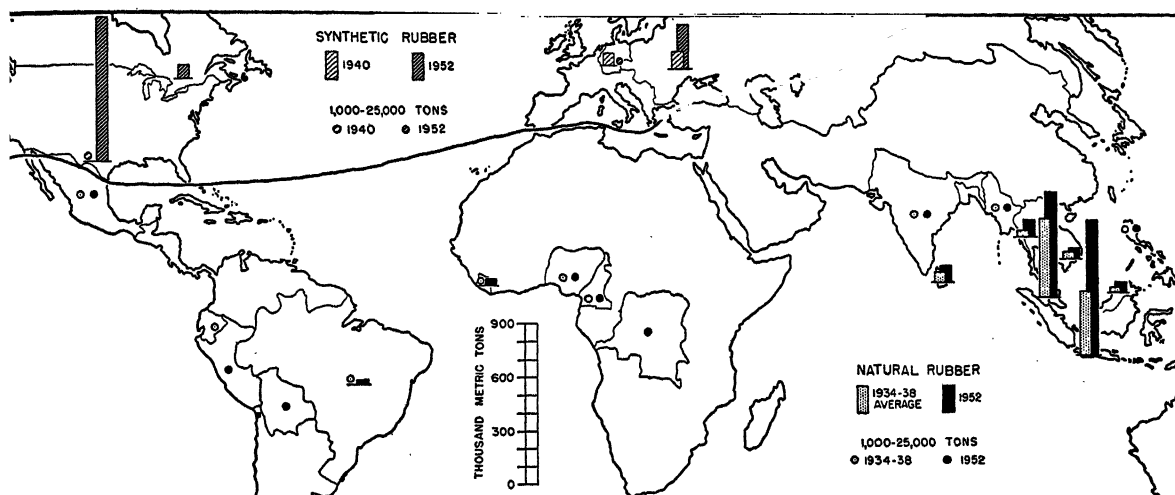 SYNTHETIC RUBBER
1940 1952
1,000-25,000 TONS
1940 1952
THOUSAND METRIC TONS
900
600
300
0
NATURAL RUBBER
1934-38
AVERAGE
1952
1,000-25,000 TONS
1934-38 1952